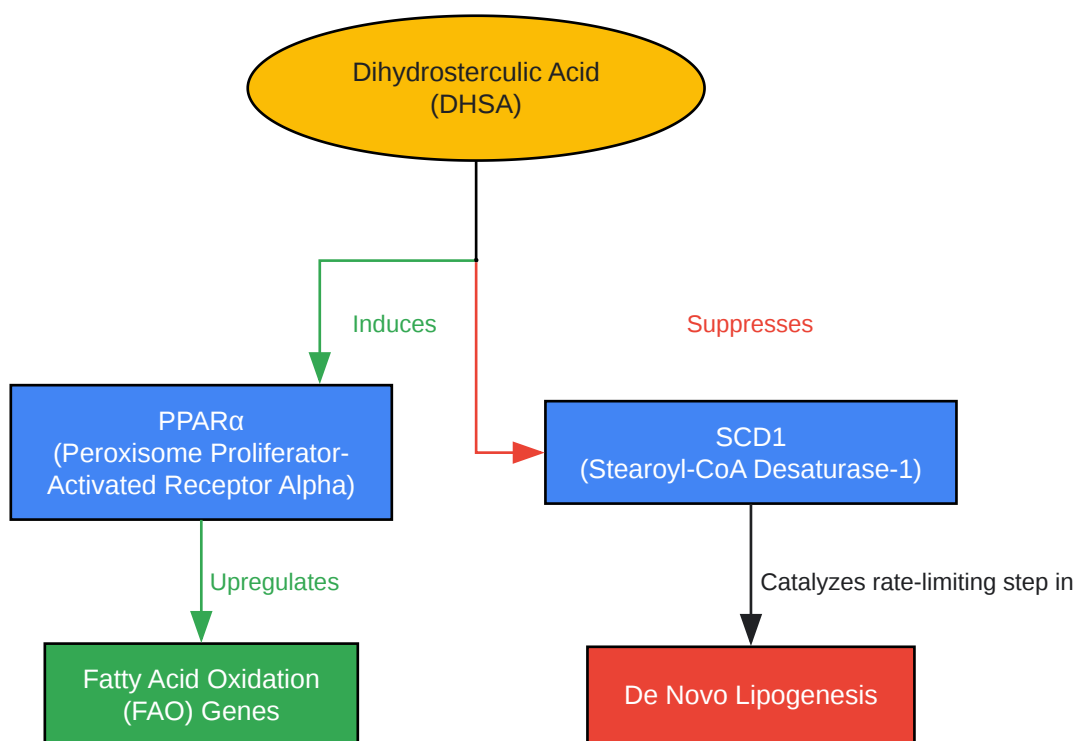 Dihydrosterculic Acid
(DHSA)
Induces
Suppresses
PPARα
(Peroxisome Proliferator-
Activated Receptor Alpha)
SCD1
(Stearoyl-CoA Desaturase-1)
Upregulates
Catalyzes rate-limiting step in
Fatty Acid Oxidation
(FAO) Genes
De Novo Lipogenesis